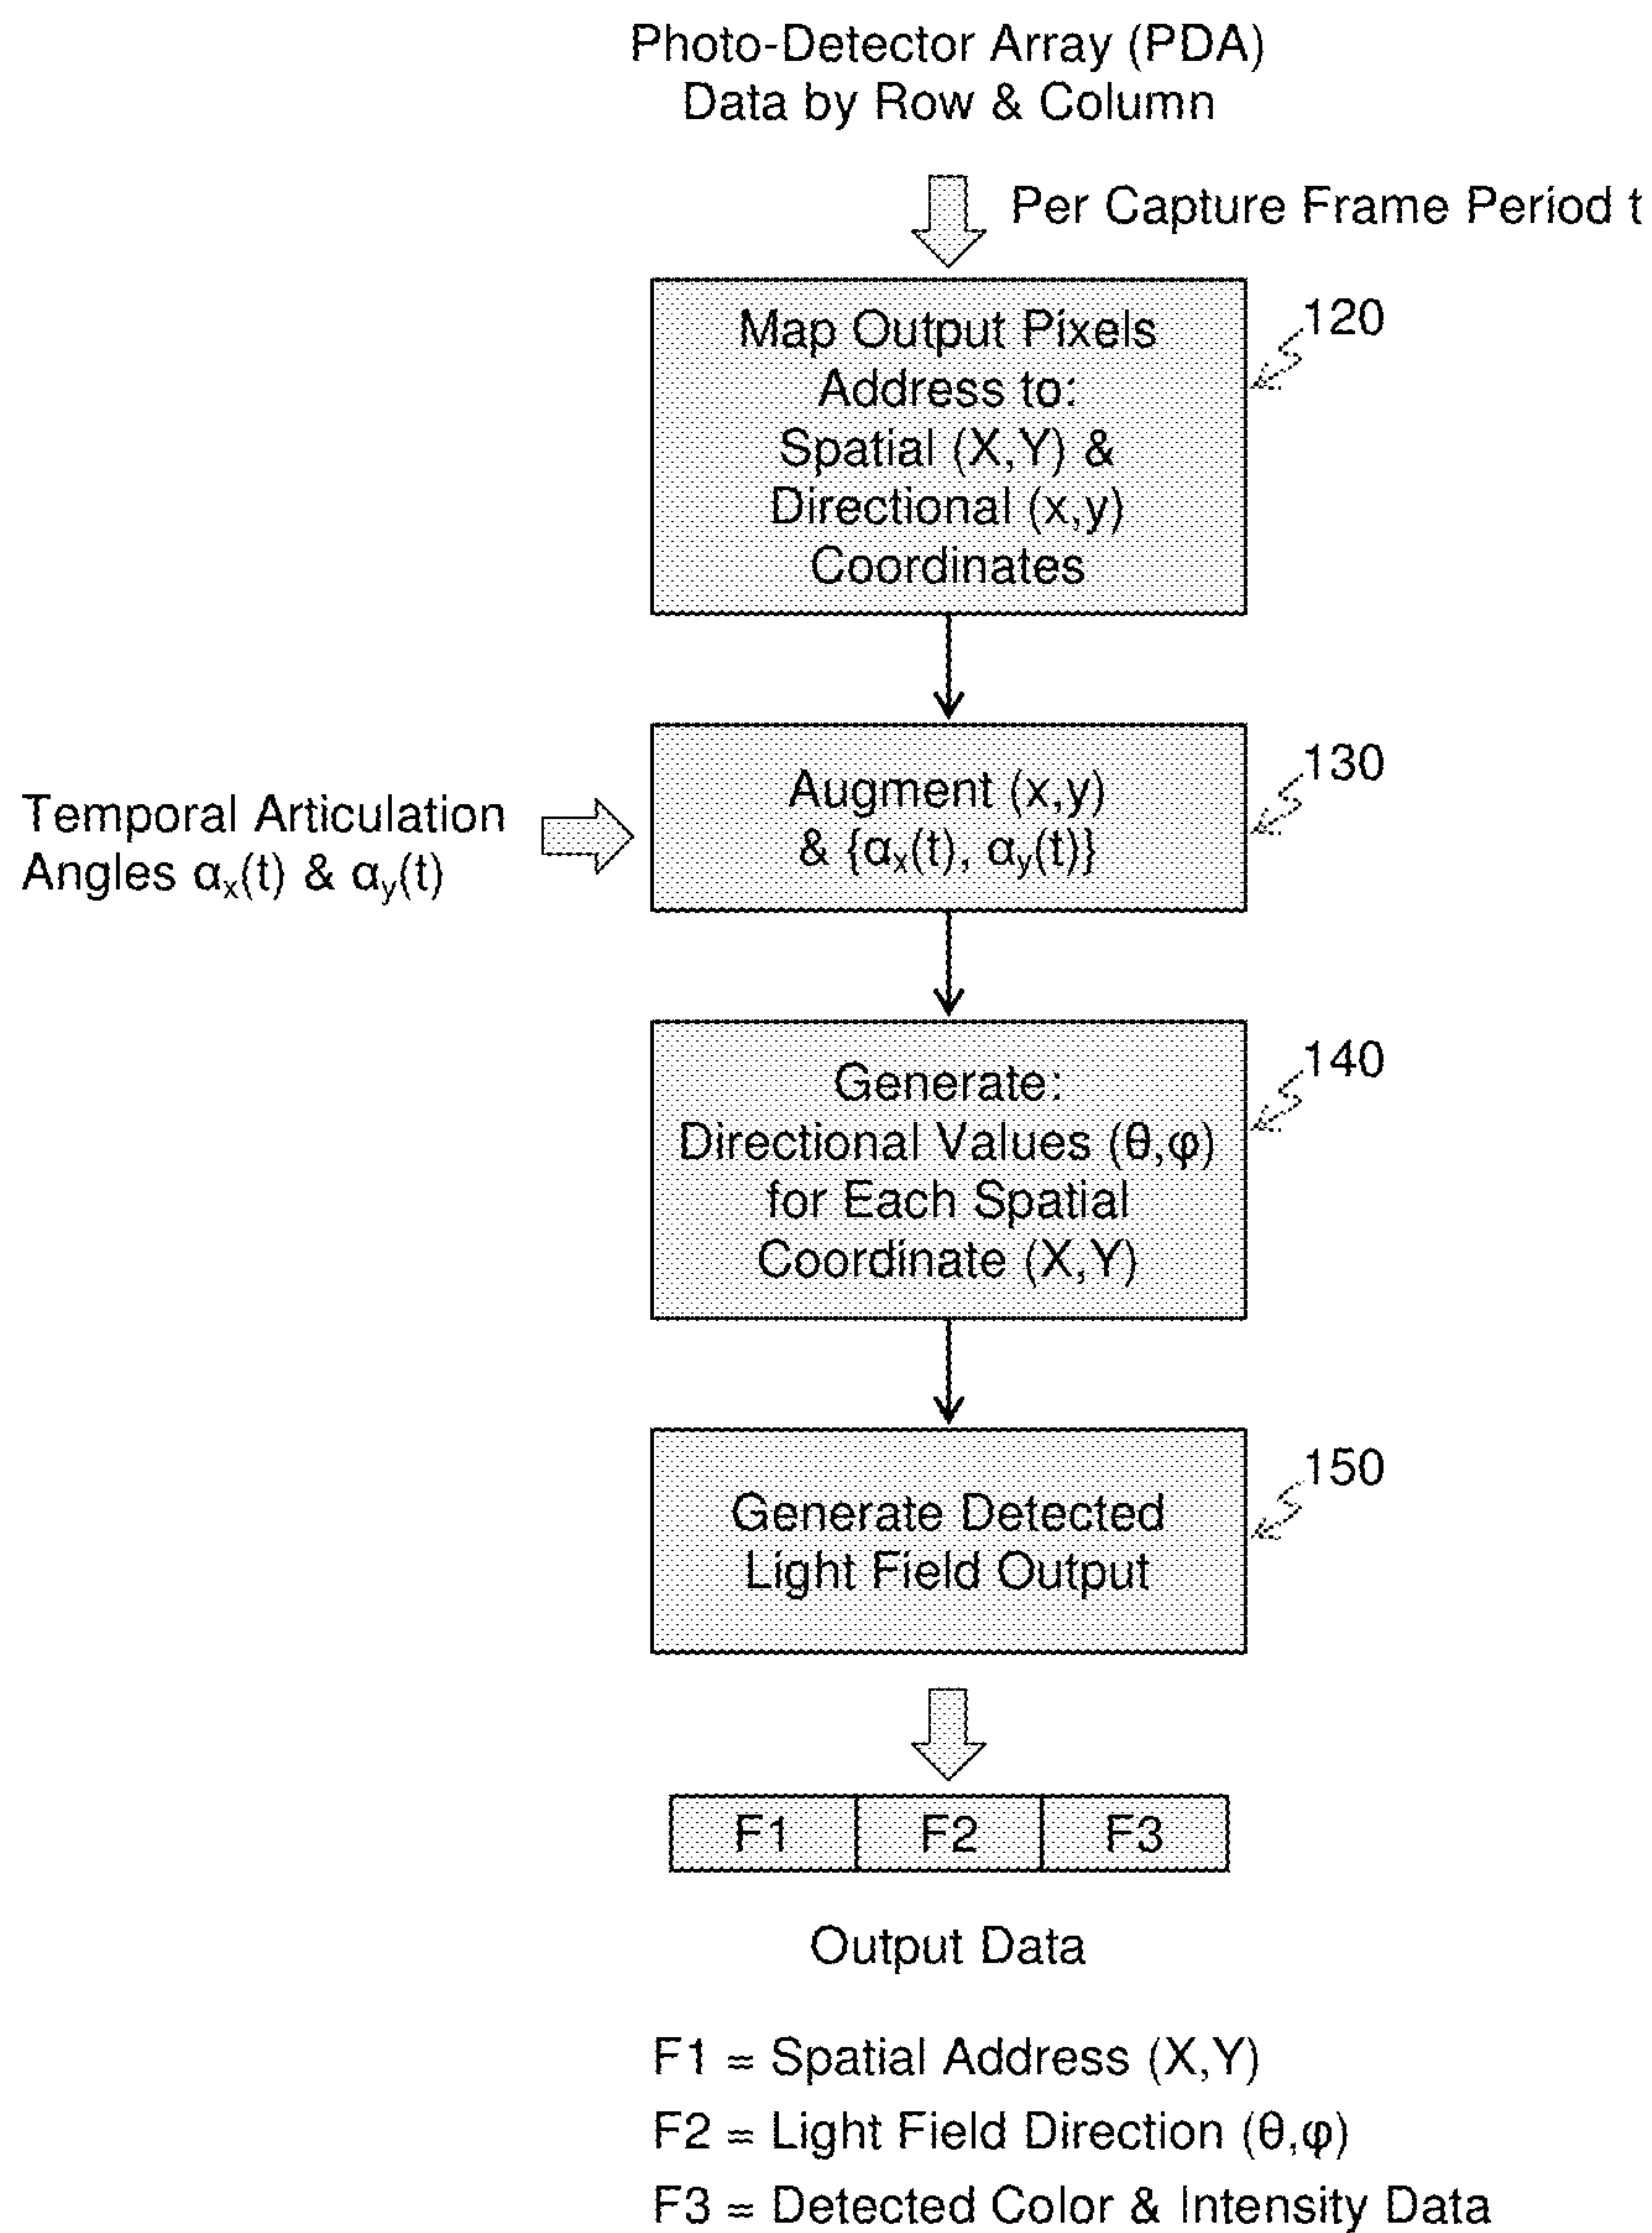 Photo-Detector Array (PDA)
Data by Row & Column
Per Capture Frame Period t
Map Output Pixels
Address to:
Spatial (X,Y) &
Directional (x,y)
Coordinates
120
Temporal Articulation
Angles αx(t) & αy(t)
Augment (x,y)
& {αx(t), αy(t)}
130
Generate:
Directional Values (θ,φ)
for Each Spatial
Coordinate (X,Y)
140
Generate Detected
Light Field Output
150
F1 F2 F3
Output Data
F1 = Spatial Address (X,Y)
F2 = Light Field Direction (θ,φ)
F3 = Detected Color & Intensity Data